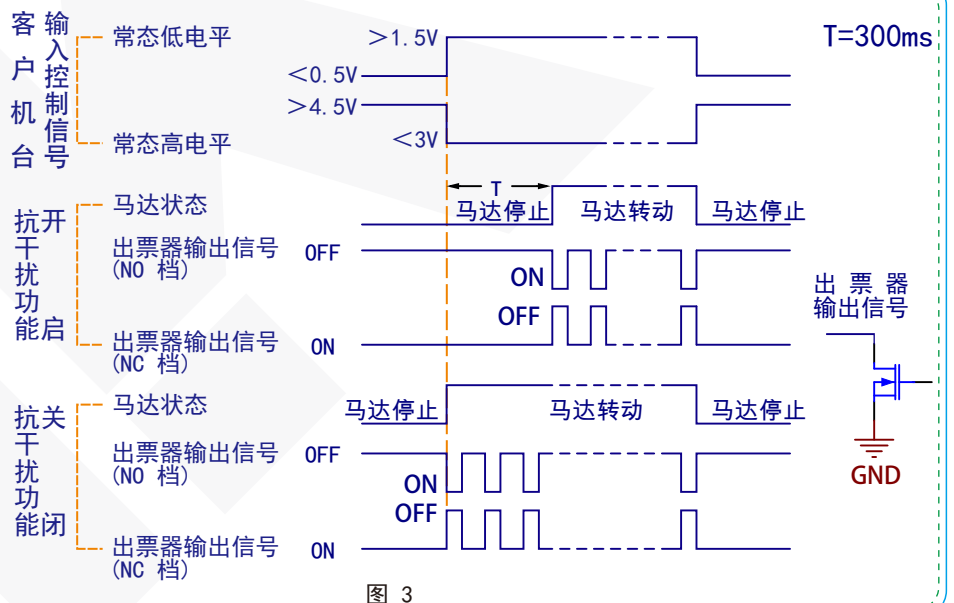 客户机台
输入控制信号
常态低电平
>1.5V
<0.5V
>4.5V
常态高电平
<3V
T=300ms
抗干扰功能
开启
马达状态
T
马达停止
马达转动
马达停止
出票器输出信号
(NO 档)
OFF
ON
OFF
出票器输出信号
(NC 档)
ON
出票器
输出信号
GND
抗干扰功能
关闭
马达状态
马达停止
马达转动
马达停止
出票器输出信号
(NO 档)
OFF
ON
OFF
出票器输出信号
(NC 档)
ON
图 3